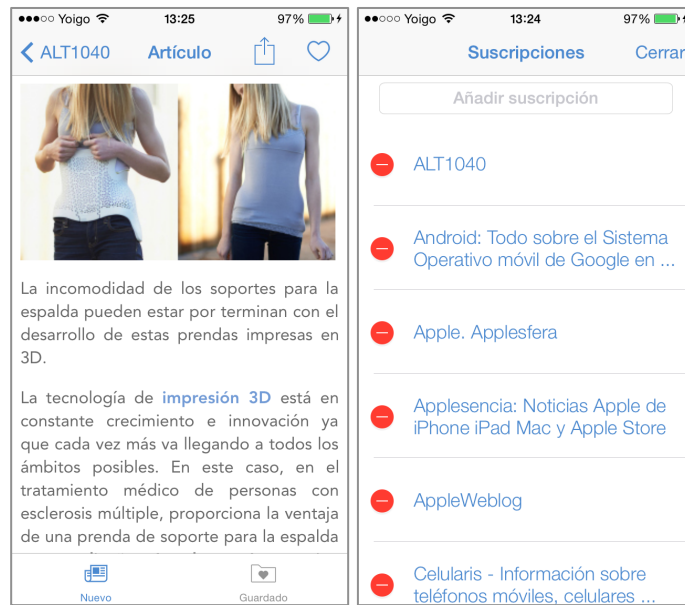 Yoigo 13:25 97%
ALT1040 Artículo
La incomodidad de los soportes para la
espalda pueden estar por terminan con el
desarrollo de estas prendas impresas en
3D.
La tecnología de impresión 3D está en
constante crecimiento e innovación ya
que cada vez más va llegando a todos los
ámbitos posibles. En este caso, en el
tratamiento médico de personas con
esclerosis múltiple, proporciona la ventaja
de una prenda de soporte para la espalda
Nuevo Guardado
Yoigo 13:24 97%
Suscripciones Cerrar
Añadir suscripción
ALT1040
Android: Todo sobre el Sistema
Operativo móvil de Google en ...
Apple. Applesfera
Applesencia: Noticias Apple de
iPhone iPad Mac y Apple Store
AppleWeblog
Celularis - Información sobre
teléfonos móviles, celulares ...